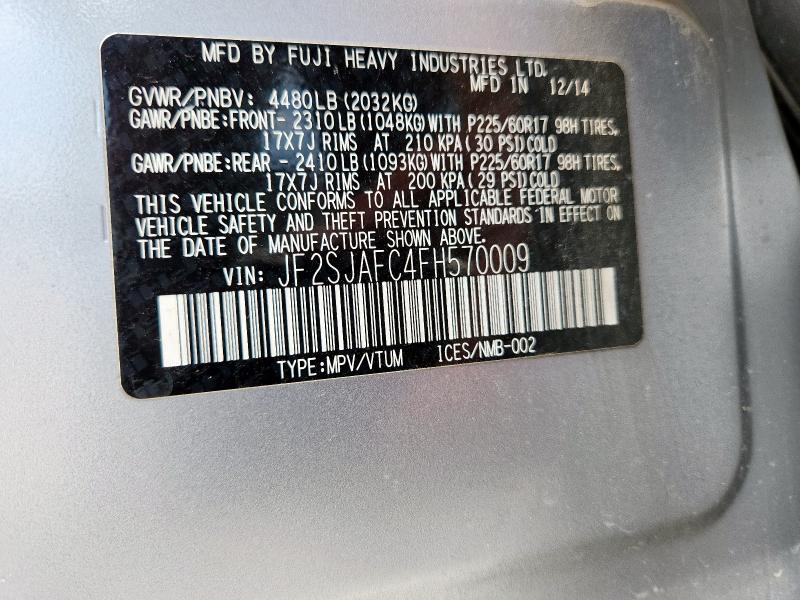 MFD BY FUJI HEAVY INDUSTRIES LTD.
MFD IN 12/14
GVWR/PNBV: 4480LB(2032KG)
GAWR/PNBE:FRONT- 2310LB(1048KG)WITH P225/60R17 98H TIRES,
17X7J RIMS AT 210 KPA(30 PSI)COLD
GAWR/PNBE:REAR - 2410LB(1093KG)WITH P225/60R17 98H TIRES,
17X7J RIMS AT 200 KPA(29 PSI)COLD
THIS VEHICLE CONFORMS TO ALL APPLICABLE FEDERAL MOTOR
VEHICLE SAFETY AND THEFT PREVENTION STANDARDS IN EFFECT ON
THE DATE OF MANUFACTURE SHOWN ABOVE.
VIN: JF2SJAFC4FH570009
TYPE:MPV/VTUM ICES/NMB-002